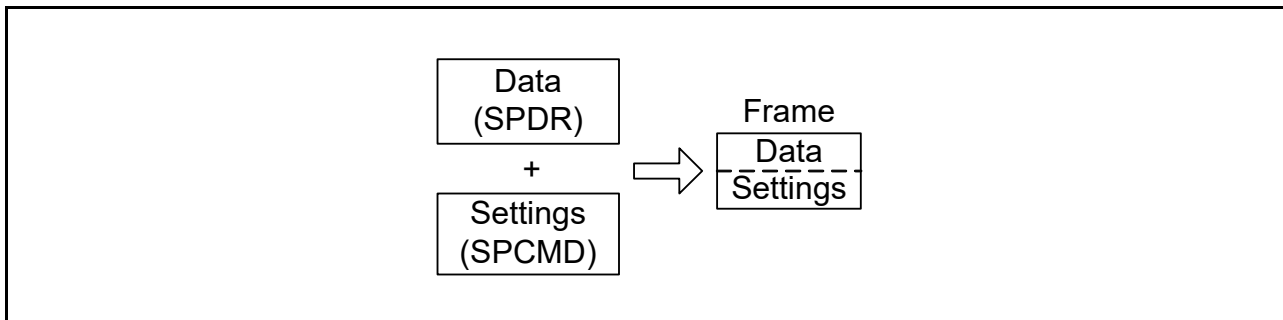 Data
(SPDR)
+
Settings
(SPCMD)
Frame
Data
Settings